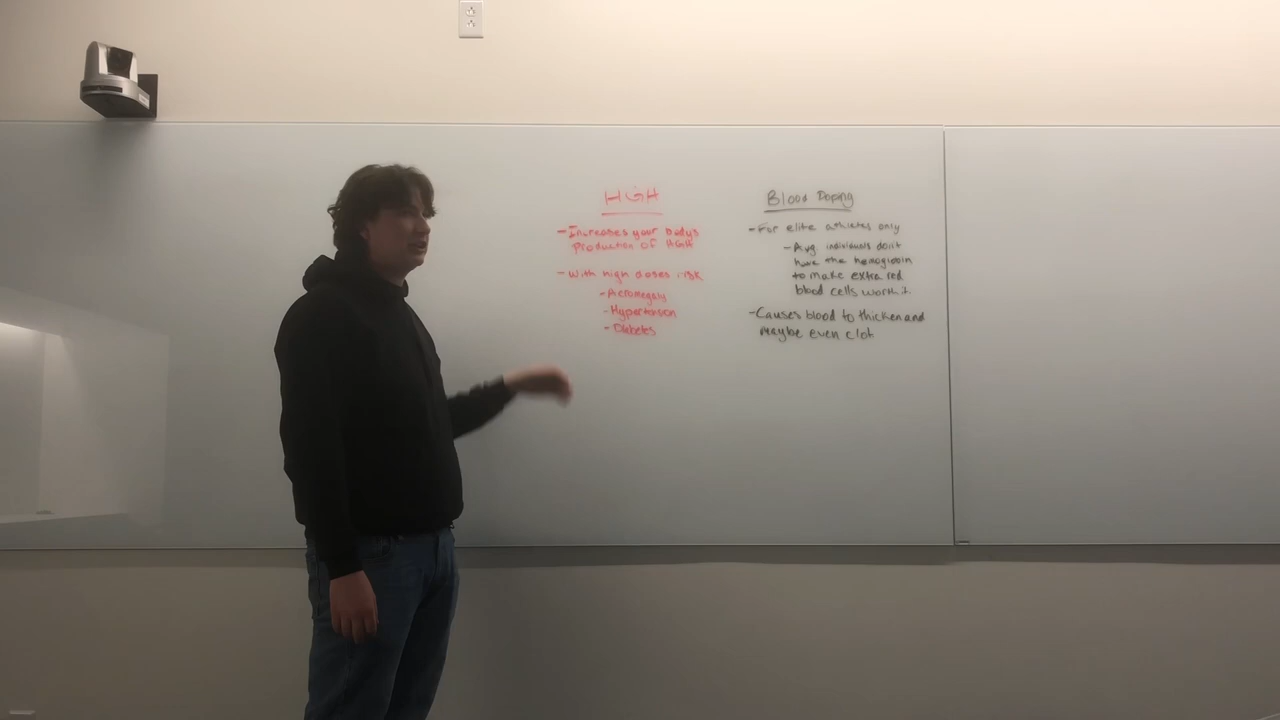 HGH
- Increases your bodys
Production of HGH
- With high doses risk
- Acromegaly
- Hypertension
- Diabetes
Blood Doping
- For elite athletes only
- Avg individuals don't
have the hemoglobin
to make extra red
blood cells worth it.
- Causes blood to thicken and
maybe even clot